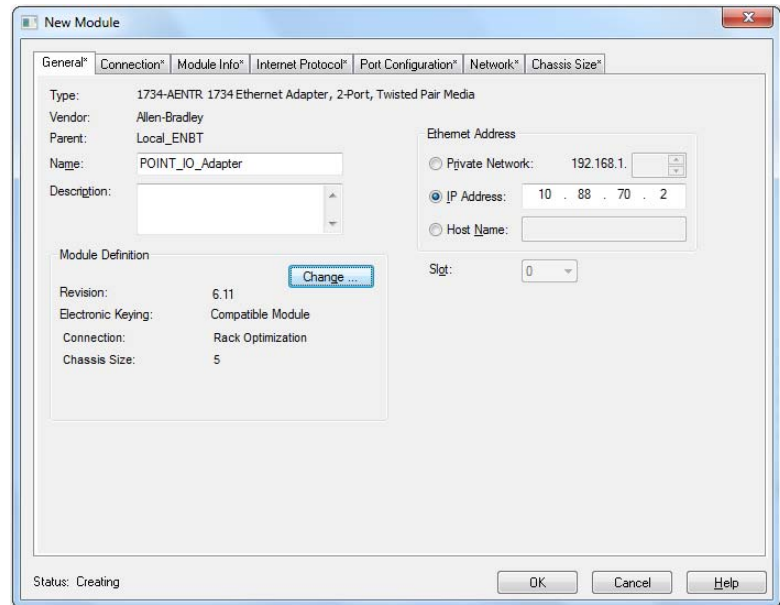 New Module
General* Connection* Module Info* Internet Protocol* Port Configuration* Network* Chassis Size*
Type: 1734-AENTR 1734 Ethernet Adapter, 2-Port, Twisted Pair Media
Vendor: Allen-Bradley
Parent: Local_ENBT
Name: POINT_IO_Adapter
Description:
Ethernet Address
Private Network: 192.168.1.
IP Address: 10 . 88 . 70 . 2
Host Name:
Slot: 0
Module Definition
Change ...
Revision: 6.11
Electronic Keying: Compatible Module
Connection: Rack Optimization
Chassis Size: 5
Status: Creating
OK Cancel Help